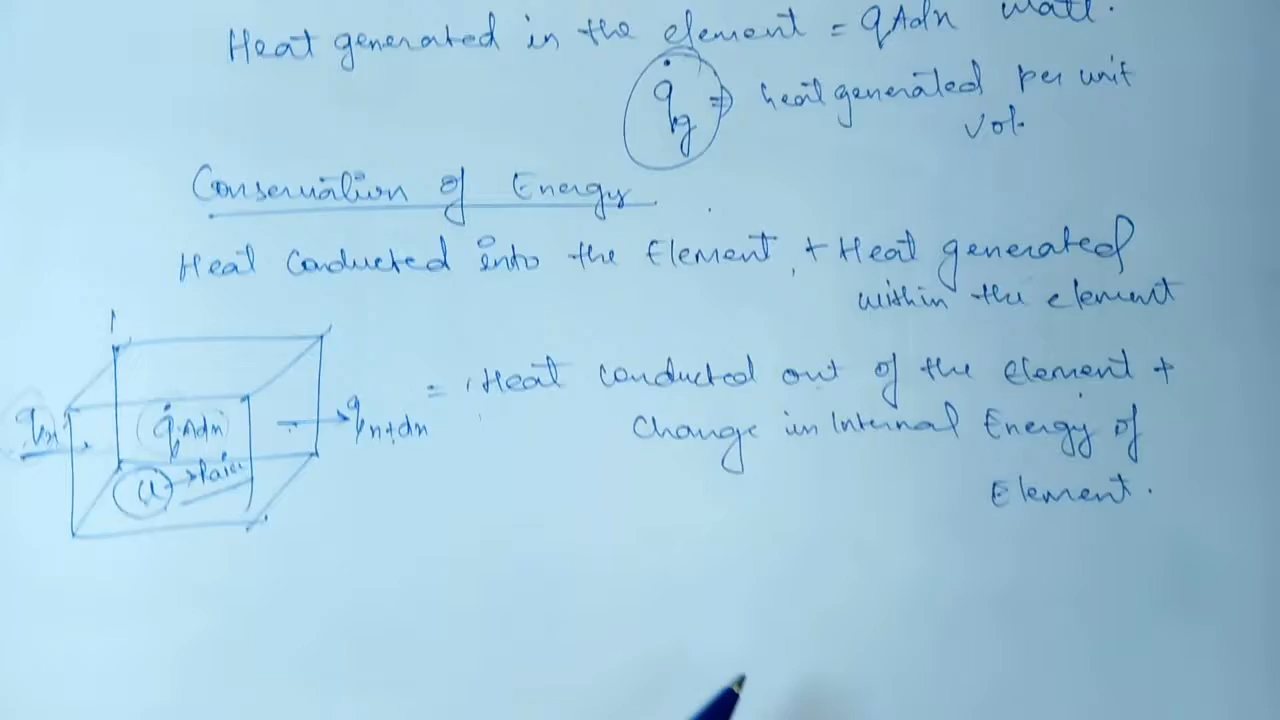 Heat generated in the element = qAdx Watt.
q̇g ⇒ heat generated per unit
vol.
Conservation of Energy
Heat conducted into the Element, + Heat generated
within the element
= Heat conducted out of the element +
Change in Internal Energy of
Element.
qx
q̇g Adx
qx+dx
U →